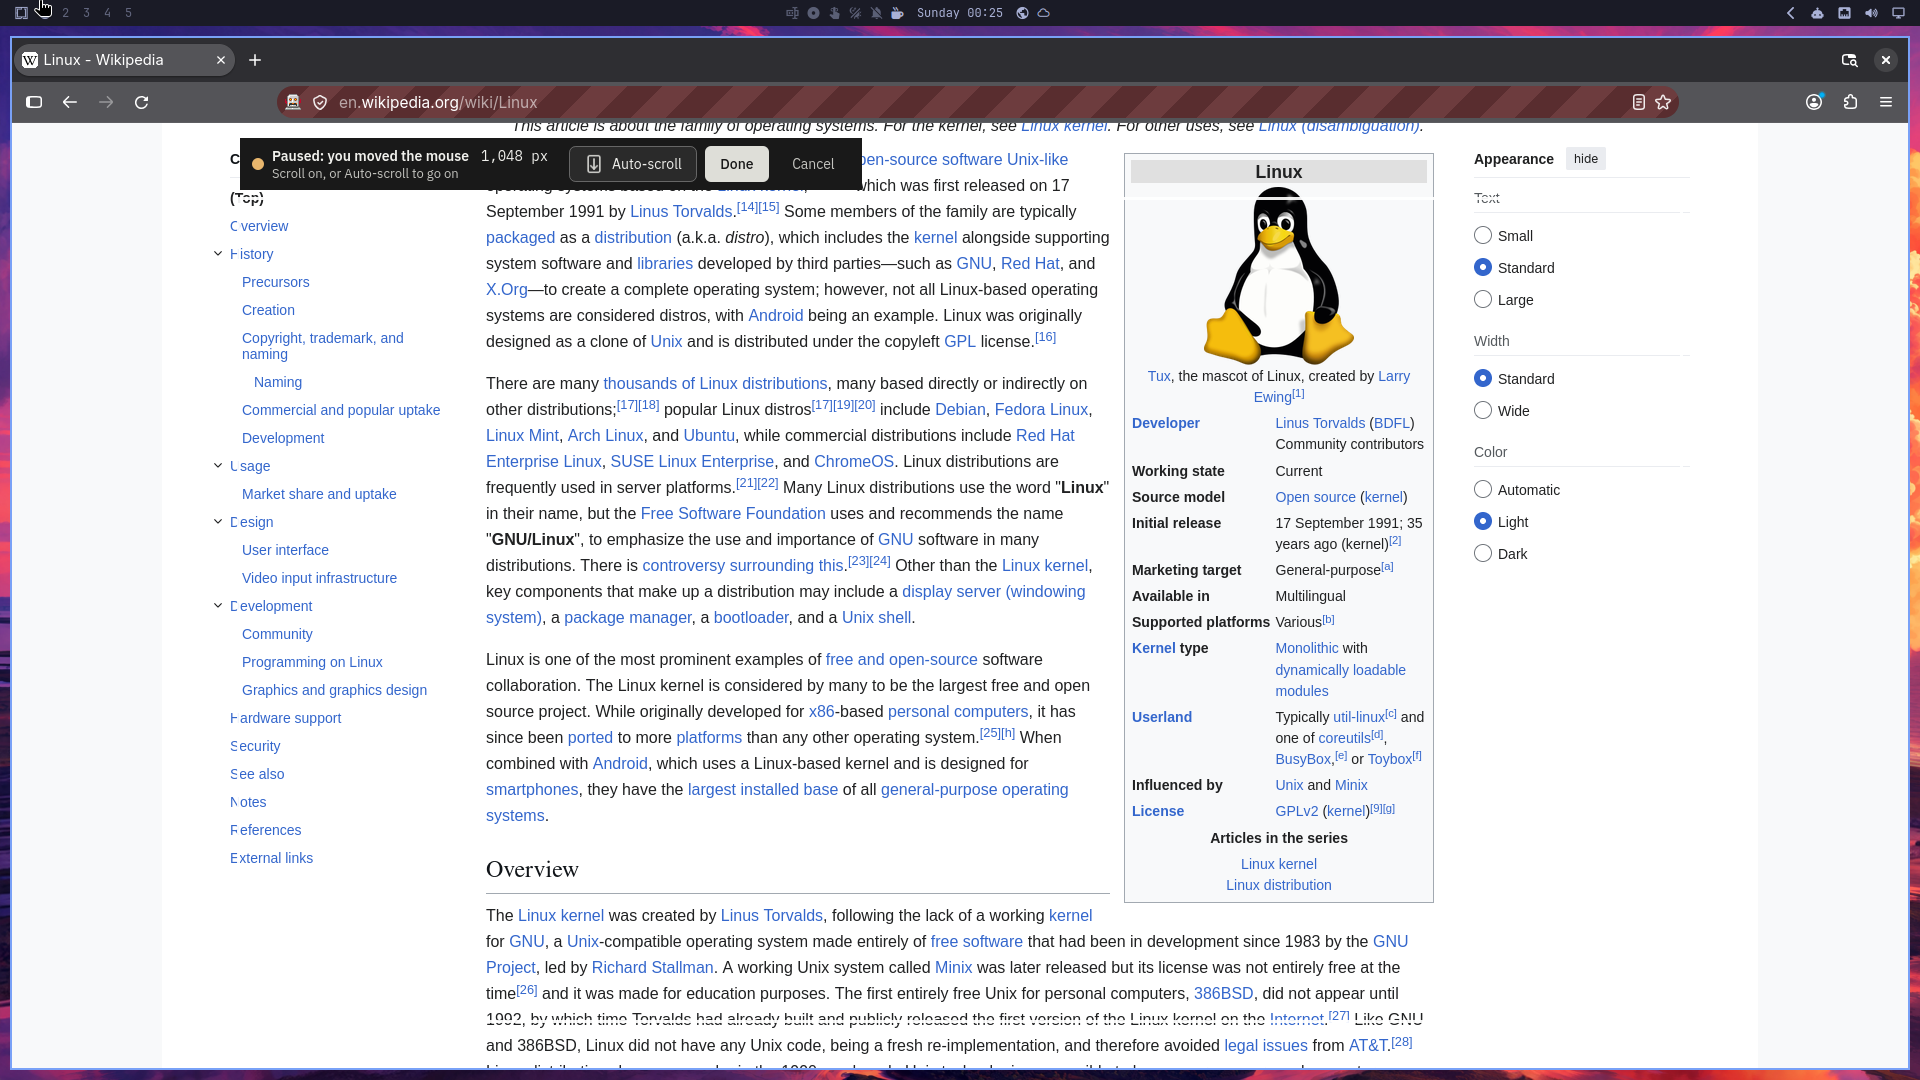 2 3 4 5
Sunday 00:25
Linux - Wikipedia
en.wikipedia.org/wiki/Linux
This article is about the family of operating systems. For the kernel, see Linux kernel. For other uses, see Linux (disambiguation).
Paused: you moved the mouse 1,048 px
Scroll on, or Auto-scroll to go on
Auto-scroll
Done
Cancel
(Top)
Overview
History
Precursors
Creation
Copyright, trademark, and
naming
Naming
Commercial and popular uptake
Development
Usage
Market share and uptake
Design
User interface
Video input infrastructure
Development
Community
Programming on Linux
Graphics and graphics design
Hardware support
Security
See also
Notes
References
External links
open-source software Unix-like
operating systems based on the Linux kernel, which was first released on 17
September 1991 by Linus Torvalds.[14][15] Some members of the family are typically
packaged as a distribution (a.k.a. distro), which includes the kernel alongside supporting
system software and libraries developed by third parties—such as GNU, Red Hat, and
X.Org—to create a complete operating system; however, not all Linux-based operating
systems are considered distros, with Android being an example. Linux was originally
designed as a clone of Unix and is distributed under the copyleft GPL license.[16]
There are many thousands of Linux distributions, many based directly or indirectly on
other distributions;[17][18] popular Linux distros[17][19][20] include Debian, Fedora Linux,
Linux Mint, Arch Linux, and Ubuntu, while commercial distributions include Red Hat
Enterprise Linux, SUSE Linux Enterprise, and ChromeOS. Linux distributions are
frequently used in server platforms.[21][22] Many Linux distributions use the word "Linux"
in their name, but the Free Software Foundation uses and recommends the name
"GNU/Linux", to emphasize the use and importance of GNU software in many
distributions. There is controversy surrounding this.[23][24] Other than the Linux kernel,
key components that make up a distribution may include a display server (windowing
system), a package manager, a bootloader, and a Unix shell.
Linux is one of the most prominent examples of free and open-source software
collaboration. The Linux kernel is considered by many to be the largest free and open
source project. While originally developed for x86-based personal computers, it has
since been ported to more platforms than any other operating system.[25][h] When
combined with Android, which uses a Linux-based kernel and is designed for
smartphones, they have the largest installed base of all general-purpose operating
systems.
Overview
The Linux kernel was created by Linus Torvalds, following the lack of a working kernel
for GNU, a Unix-compatible operating system made entirely of free software that had been in development since 1983 by the GNU
Project, led by Richard Stallman. A working Unix system called Minix was later released but its license was not entirely free at the
time[26] and it was made for education purposes. The first entirely free Unix for personal computers, 386BSD, did not appear until
1992, by which time Torvalds had already built and publicly released the first version of the Linux kernel on the Internet.[27] Like GNU
and 386BSD, Linux did not have any Unix code, being a fresh re-implementation, and therefore avoided legal issues from AT&T.[28]
Linux
Tux, the mascot of Linux, created by Larry
Ewing[1]
Developer Linus Torvalds (BDFL)
Community contributors
Working state Current
Source model Open source (kernel)
Initial release 17 September 1991; 35
years ago (kernel)[2]
Marketing target General-purpose[a]
Available in Multilingual
Supported platforms Various[b]
Kernel type Monolithic with
dynamically loadable
modules
Userland Typically util-linux[c] and
one of coreutils[d],
BusyBox,[e] or Toybox[f]
Influenced by Unix and Minix
License GPLv2 (kernel)[9][g]
Articles in the series
Linux kernel
Linux distribution
Appearance hide
Text
Small
Standard
Large
Width
Standard
Wide
Color
Automatic
Light
Dark